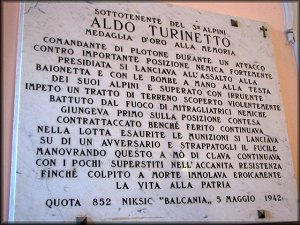 SOTTOTENENTE DEL 3° ALPINI
ALDO TURINETTO
MEDAGLIA D'ORO ALLA MEMORIA
COMANDANTE DI PLOTONE DURANTE UN ATTACCO
CONTRO IMPORTANTE POSIZIONE NEMICA FORTEMENTE
PRESIDIATA SI LANCIAVA ALL'ASSALTO ALLA
BAIONETTA E CON LE BOMBE A MANO ALLA TESTA
DEI SUOI ALPINI E SUPERATO CON IRRUENTE
IMPETO UN TRATTO DI TERRENO SCOPERTO VIOLENTEMENTE
BATTUTO DAL FUOCO DI MITRAGLIATRICI NEMICHE
GIUNGEVA PRIMO SULLA POSIZIONE CONTESA
CONTRATTACCATO BENCHÈ FERITO CONTINUAVA
NELLA LOTTA ESAURITE LE MUNIZIONI SI LANCIAVA
SU DI UN AVVERSARIO E STRAPPATOGLI IL FUCILE
MANOVRANDO QUESTO A MÒ DI CLAVA CONTINUAVA
CON I POCHI SUPERSTITI NELL'ACCANITA RESISTENZA
FINCHÈ COLPITO A MORTE IMMOLAVA EROICAMENTE
LA VITA ALLA PATRIA
QUOTA 852 NIKSIC "BALCANIA", 5 MAGGIO 1942